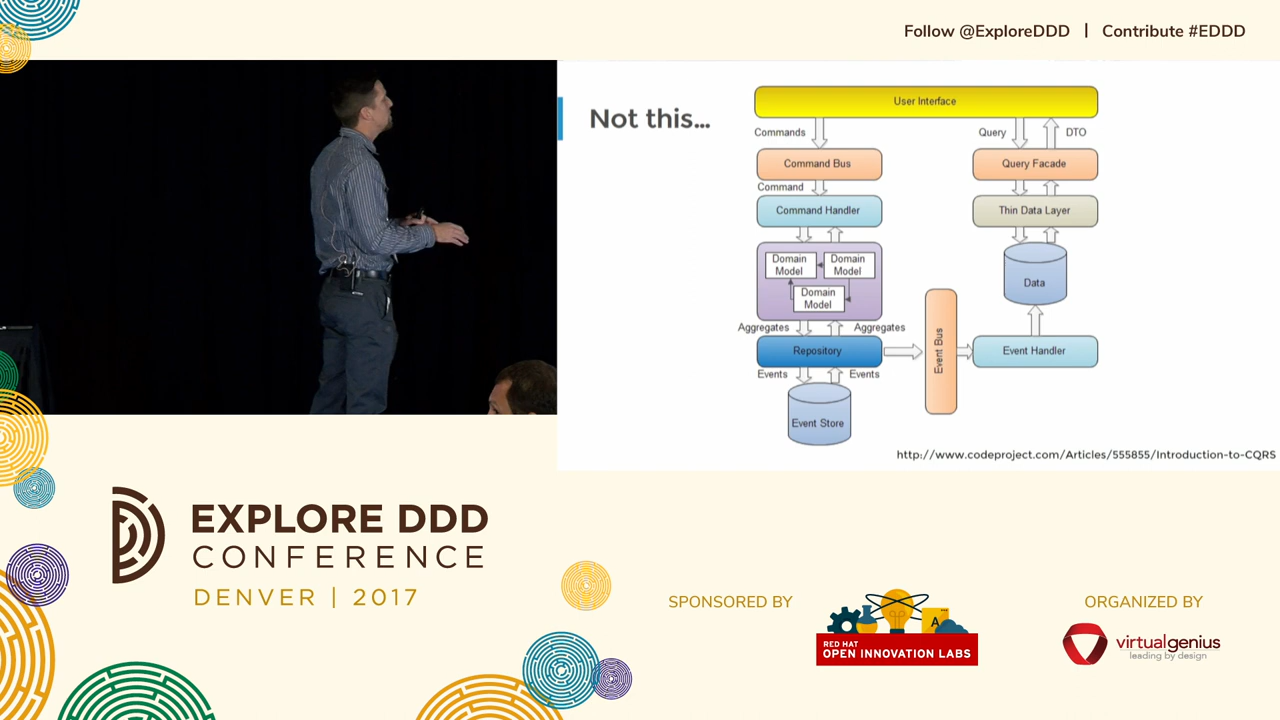 Follow @ExploreDDD | Contribute #EDDD
Not this...
User Interface
Commands
Query
DTO
Command Bus
Query Facade
Command
Command Handler
Thin Data Layer
Domain
Model
Domain
Model
Domain
Model
Data
Aggregates
Aggregates
Repository
Event Bus
Event Handler
Events
Events
Event Store
http://www.codeproject.com/Articles/555855/Introduction-to-CQRS
EXPLORE DDD
CONFERENCE
DENVER | 2017
SPONSORED BY
A
RED HAT
OPEN INNOVATION LABS
ORGANIZED BY
virtualgenius
leading by design